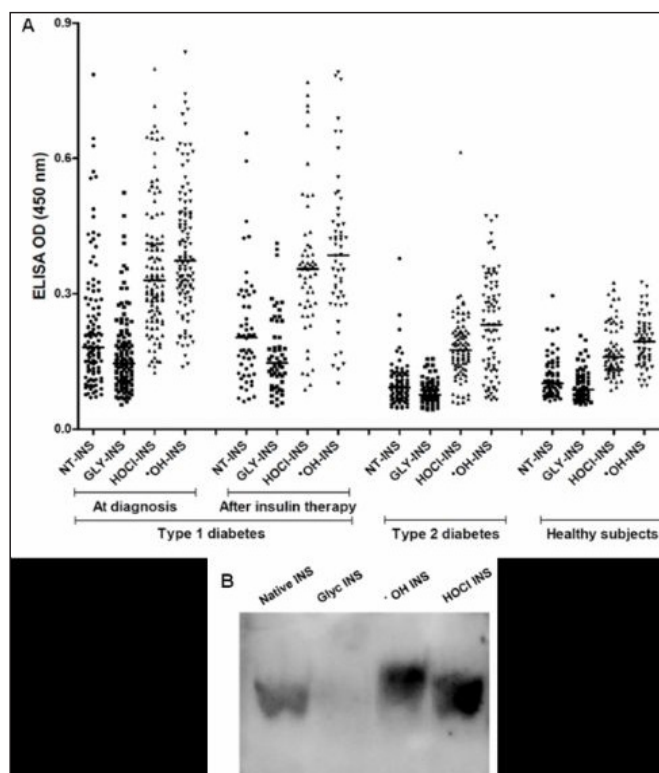 A
0.9
0.6
0.3
0.0
ELISA OD (450 nm)
NT-INS GLY-INS HOCl-INS •OH-INS NT-INS GLY-INS HOCl-INS •OH-INS NT-INS GLY-INS HOCl-INS •OH-INS NT-INS GLY-INS HOCl-INS •OH-INS
At diagnosis After insulin therapy
Type 1 diabetes Type 2 diabetes Healthy subjects
B
Native INS Glyc INS • OH INS HOCl INS